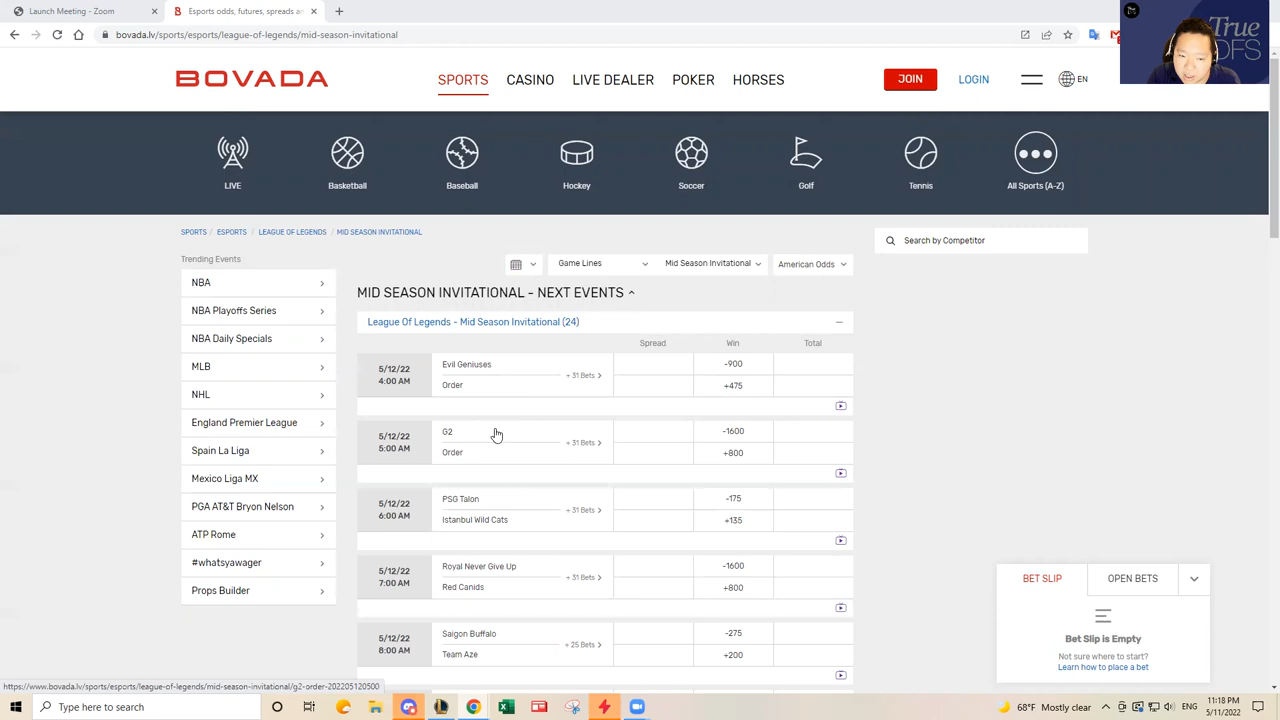 Launch Meeting - Zoom
Esports odds, futures, spreads an
bovada.lv/sports/esports/league-of-legends/mid-season-invitational
True
DFS
BOVADA
SPORTS CASINO LIVE DEALER POKER HORSES
JOIN LOGIN EN
LIVE Basketball Baseball Hockey Soccer Golf Tennis All Sports (A-Z)
SPORTS / ESPORTS / LEAGUE OF LEGENDS / MID SEASON INVITATIONAL
Search by Competitor
Trending Events
NBA
NBA Playoffs Series
NBA Daily Specials
MLB
NHL
England Premier League
Spain La Liga
Mexico Liga MX
PGA AT&T Bryon Nelson
ATP Rome
#whatsyawager
Props Builder
Game Lines Mid Season Invitational American Odds
MID SEASON INVITATIONAL - NEXT EVENTS
League Of Legends - Mid Season Invitational (24)
Spread Win Total
5/12/22
4:00 AM
Evil Geniuses -900
+ 31 Bets
Order +475
5/12/22
5:00 AM
G2 -1600
+ 31 Bets
Order +800
5/12/22
6:00 AM
PSG Talon -175
+ 31 Bets
Istanbul Wild Cats +135
5/12/22
7:00 AM
Royal Never Give Up -1600
+ 31 Bets
Red Canids +800
5/12/22
8:00 AM
Saigon Buffalo -275
+ 25 Bets
Team Aze +200
BET SLIP OPEN BETS
Bet Slip is Empty
Not sure where to start?
Learn how to place a bet
https://www.bovada.lv/sports/esports/league-of-legends/mid-season-invitational/g2-order-202205120500
Type here to search
68°F Mostly clear
11:18 PM
5/11/2022